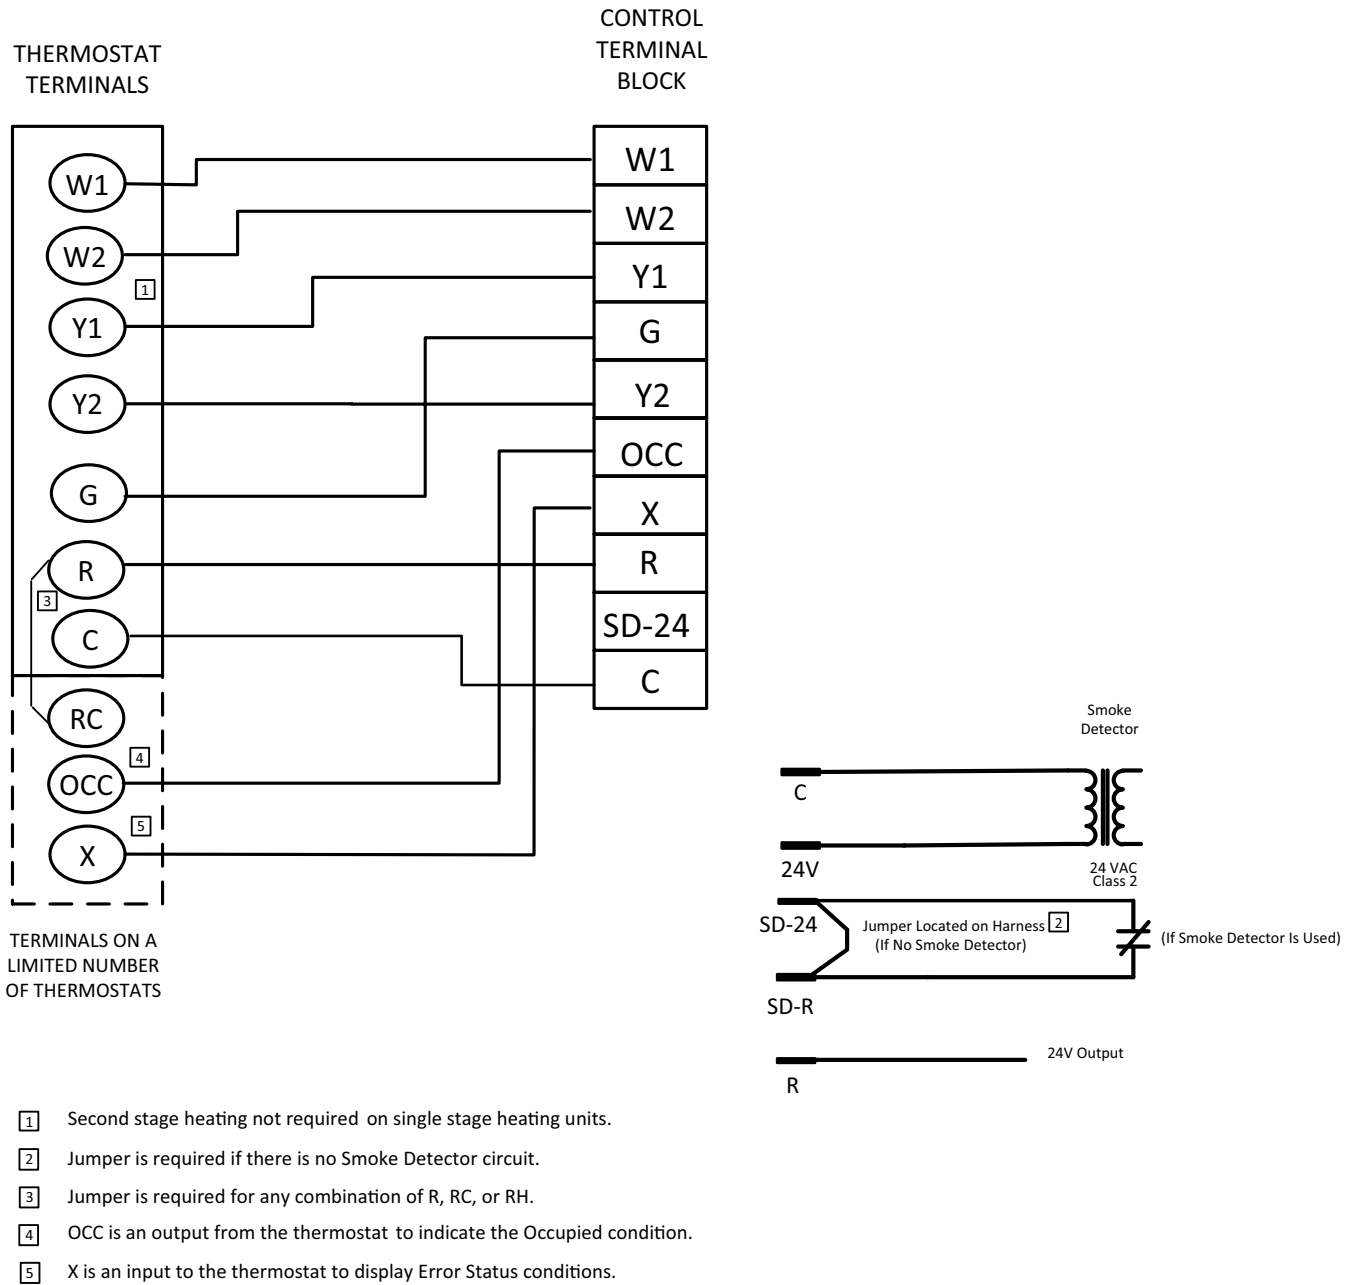 THERMOSTAT
TERMINALS
CONTROL
TERMINAL
BLOCK
W1
W2
1
Y1
Y2
G
R
3
C
RC
4
OCC
5
X
TERMINALS ON A
LIMITED NUMBER
OF THERMOSTATS
W1
W2
Y1
G
Y2
OCC
X
R
SD-24
C
Smoke
Detector
C
24V
24 VAC
Class 2
SD-24
Jumper Located on Harness 2
(If No Smoke Detector)
(If Smoke Detector Is Used)
SD-R
24V Output
R
1 Second stage heating not required on single stage heating units.
2 Jumper is required if there is no Smoke Detector circuit.
3 Jumper is required for any combination of R, RC, or RH.
4 OCC is an output from the thermostat to indicate the Occupied condition.
5 X is an input to the thermostat to display Error Status conditions.